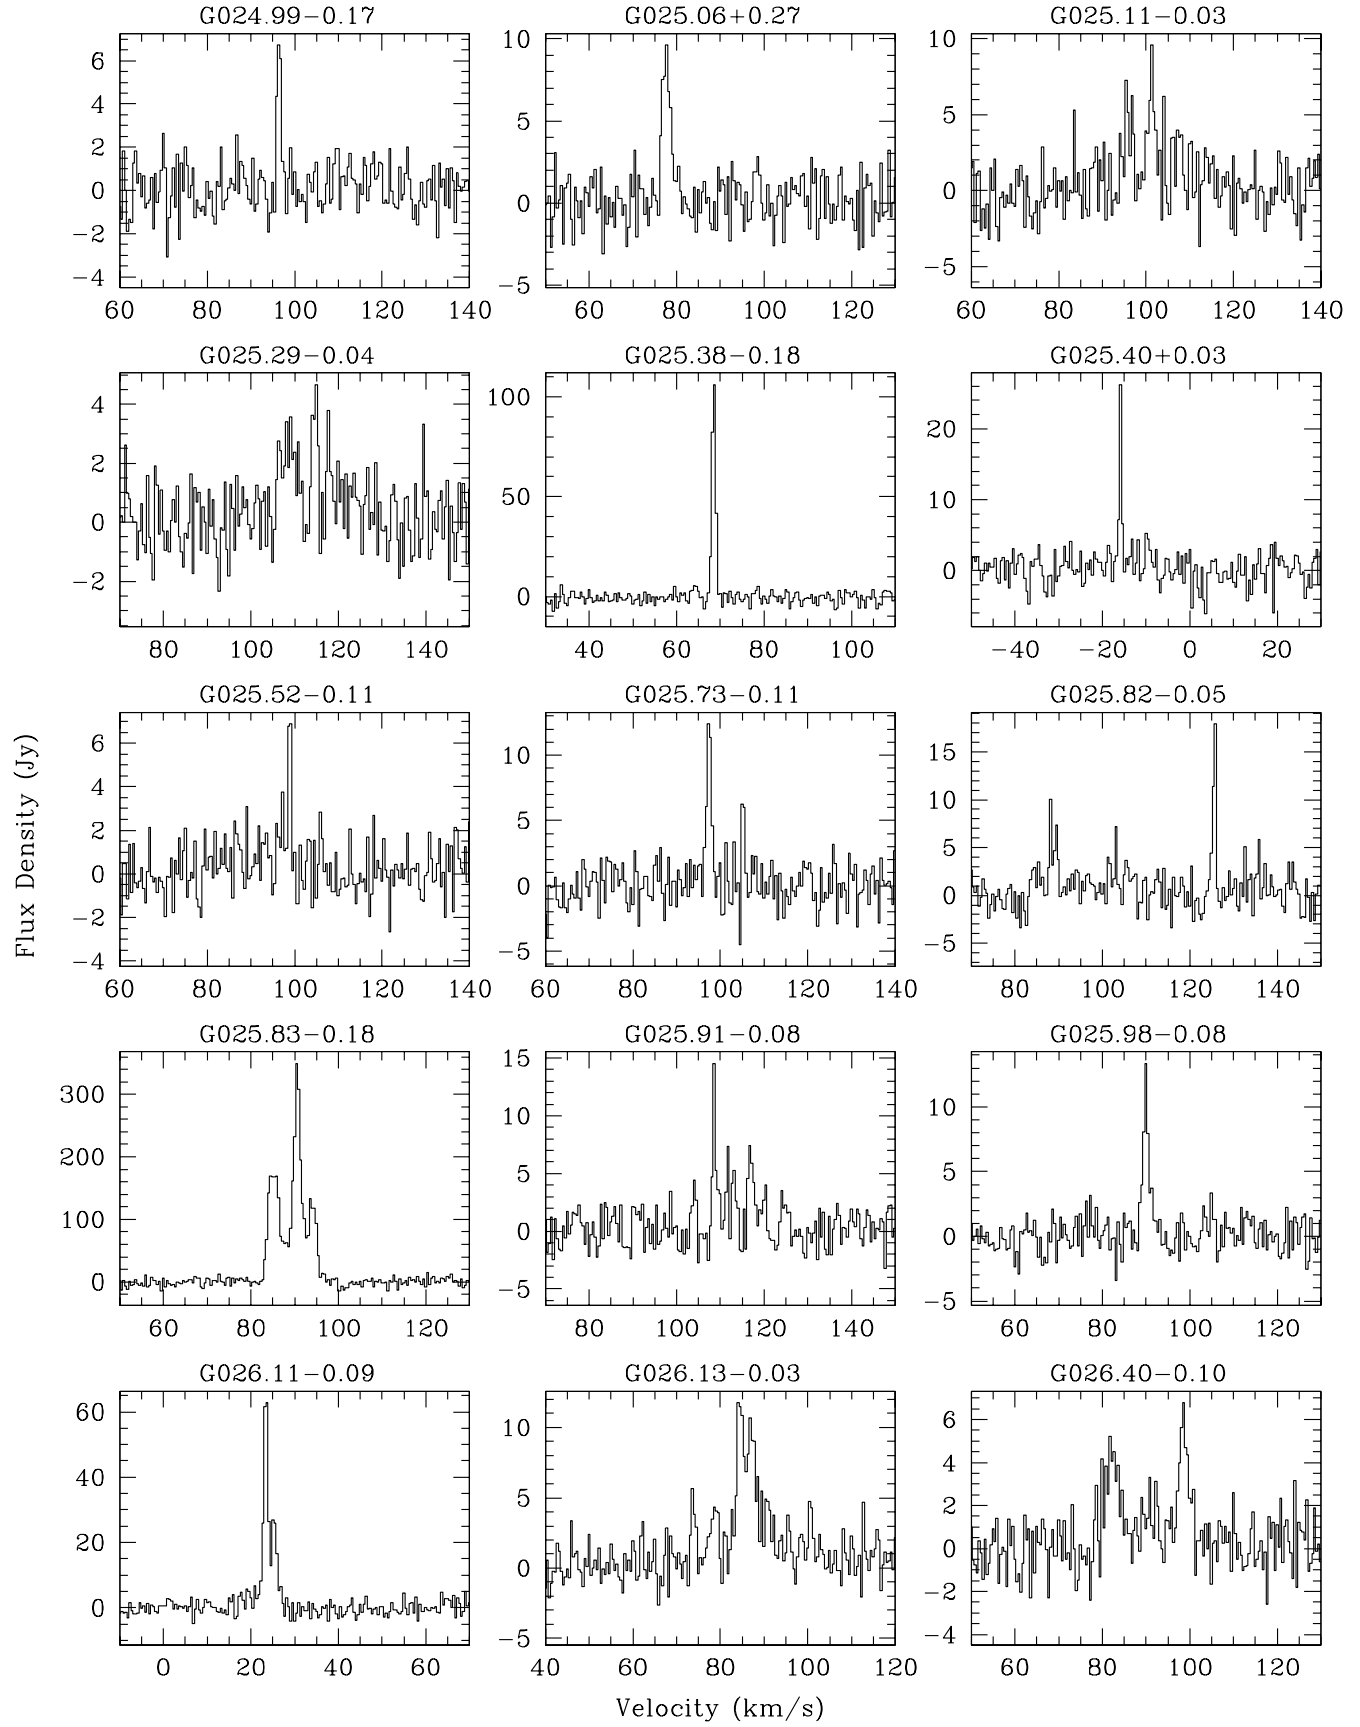 G024.99−0.17 G025.06+0.27 G025.11−0.03
6 4 2 0 −2 −4
10 5 0 −5
10 5 0 −5
60 80 100 120 140
60 80 100 120
60 80 100 120 140
G025.29−0.04 G025.38−0.18 G025.40+0.03
4 2 0 −2
100 50 0
20 10 0
80 100 120 140
40 60 80 100
−40 −20 0 20
G025.52−0.11 G025.73−0.11 G025.82−0.05
6 4 2 0 −2 −4
10 5 0 −5
15 10 5 0 −5
60 80 100 120 140
60 80 100 120 140
80 100 120 140
Flux Density (Jy)
G025.83−0.18 G025.91−0.08 G025.98−0.08
300 200 100 0
15 10 5 0 −5
10 5 0 −5
60 80 100 120
80 100 120 140
60 80 100 120
G026.11−0.09 G026.13−0.03 G026.40−0.10
60 40 20 0
10 5 0 −5
6 4 2 0 −2 −4
0 20 40 60
40 60 80 100 120
60 80 100 120
Velocity (km/s)